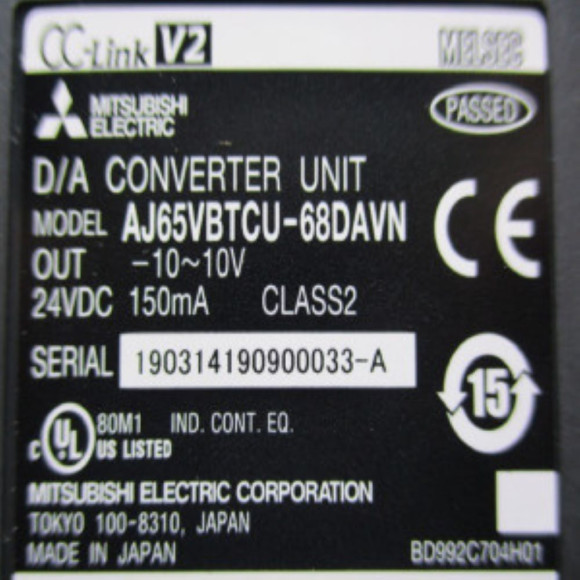 CC-Link V2 MELSEC
MITSUBISHI
ELECTRIC
PASSED
D/A CONVERTER UNIT
MODEL AJ65VBTCU-68DAVN
OUT -10~10V
24VDC 150mA CLASS2
CE
SERIAL 190314190900033-A
15
C UL US LISTED
80M1 IND. CONT. EQ.
MITSUBISHI ELECTRIC CORPORATION
TOKYO 100-8310, JAPAN
MADE IN JAPAN BD992C704H01